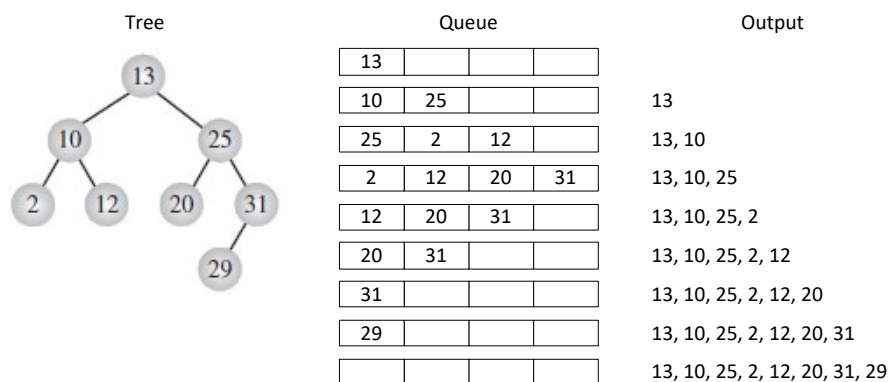 Tree Queue Output
13
10 25
2 12 20 31
29
13
10 25 13
25 2 12 13, 10
2 12 20 31 13, 10, 25
12 20 31 13, 10, 25, 2
20 31 13, 10, 25, 2, 12
31 13, 10, 25, 2, 12, 20
29 13, 10, 25, 2, 12, 20, 31
13, 10, 25, 2, 12, 20, 31, 29